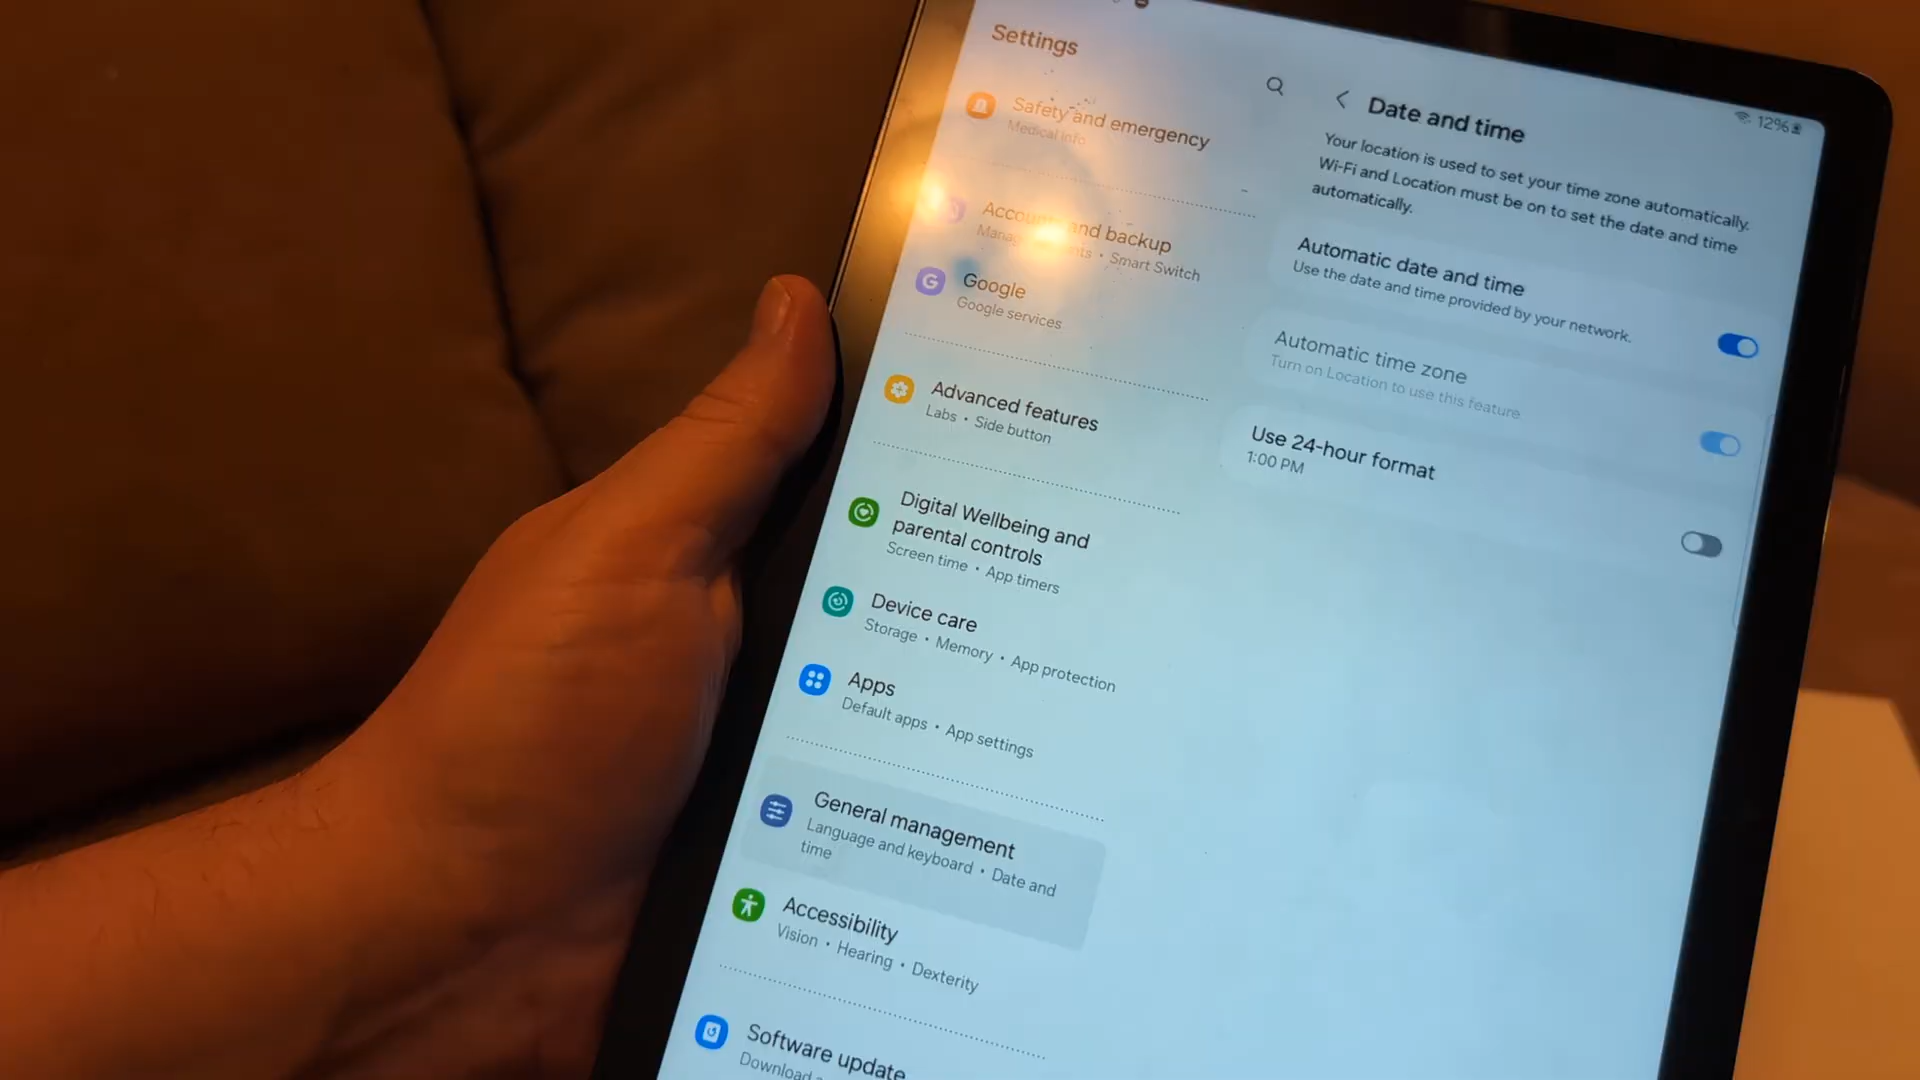 Settings
Safety and emergency
Medical info
Accounts and backup
Smart Switch
Google
Google services
Advanced features
Labs • Side button
Digital Wellbeing and
parental controls
Screen time • App timers
Device care
Storage • Memory • App protection
Apps
Default apps • App settings
General management
Language and keyboard • Date and
time
Accessibility
Vision • Hearing • Dexterity
Software update
Download
12%
Date and time
Your location is used to set your time zone automatically.
Wi-Fi and Location must be on to set the date and time
automatically.
Automatic date and time
Use the date and time provided by your network.
Automatic time zone
Turn on Location to use this feature.
Use 24-hour format
1:00 PM